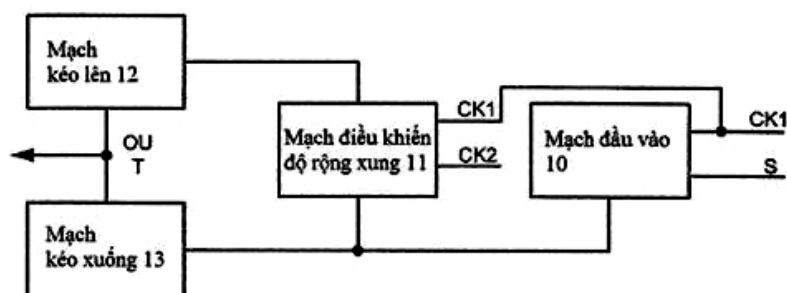 Mạch
kéo lên 12
OU
T
Mạch
kéo xuống 13
Mạch điều khiển
độ rộng xung 11
CK1
CK2
Mạch đầu vào
10
CK1
S